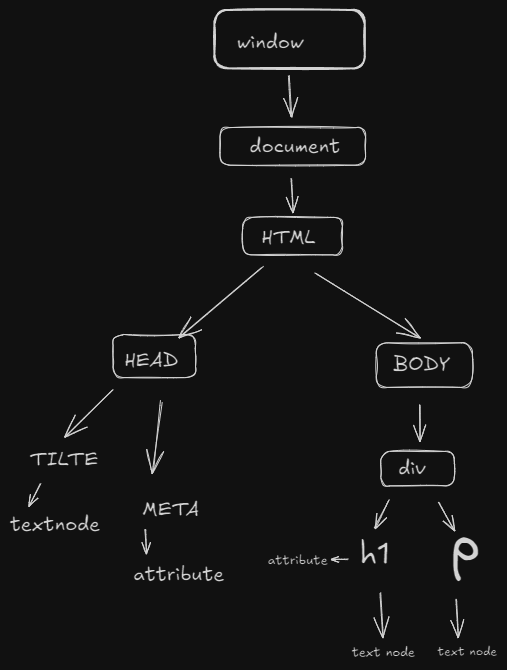 window
document
HTML
HEAD
BODY
TILTE
div
textnode
META
attribute
attribute
h1
p
text node
text node